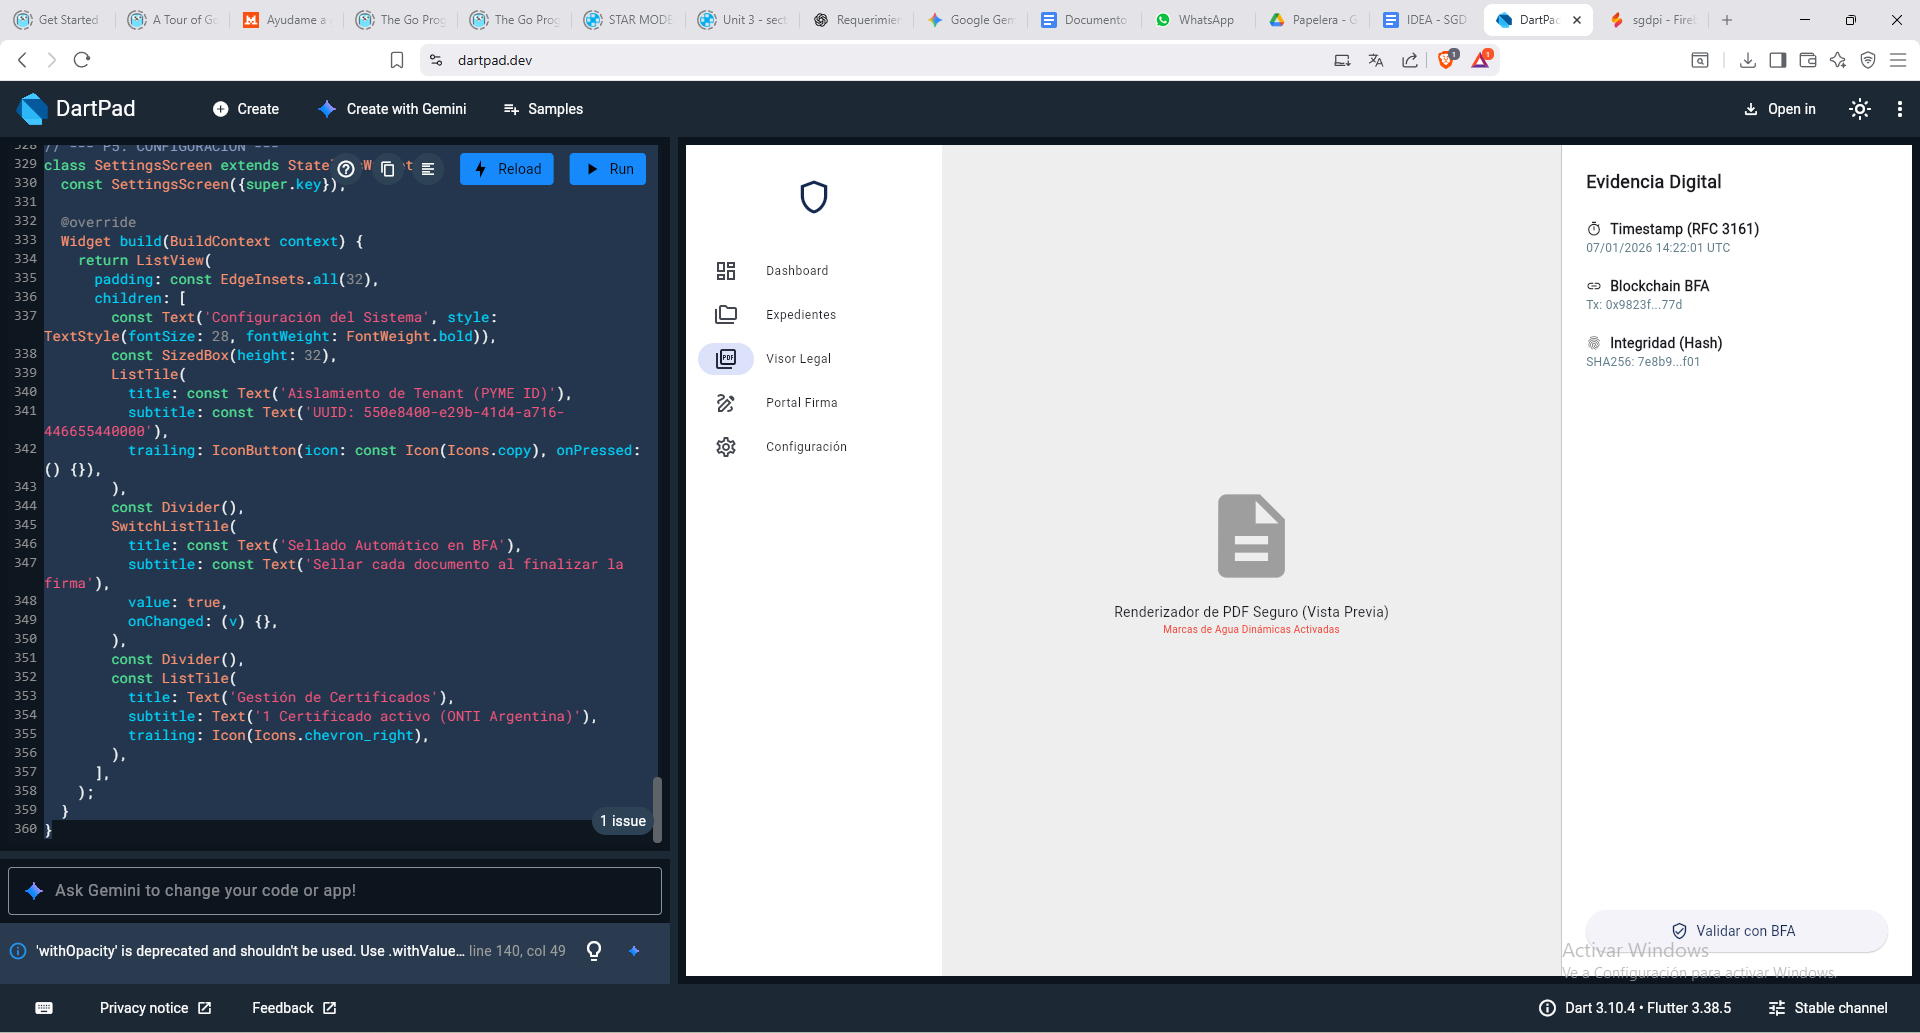 Get Started
A Tour of Go
Ayudame a
The Go Prog
The Go Prog
STAR MODE
Unit 3 - sect
Requerimien
Google Gem
Documento
WhatsApp
Papelera - G
IDEA - SGD
DartPad
sgdpi - Fireb
dartpad.dev
1
1
DartPad
Create
Create with Gemini
Samples
Open in
328 // --- P5: CONFIGURACIÓN ---
329 class SettingsScreen extends State W t
Reload
Run
330 const SettingsScreen({super.key});
331
332 @override
333 Widget build(BuildContext context) {
334 return ListView(
335 padding: const EdgeInsets.all(32),
336 children: [
337 const Text('Configuración del Sistema', style:
TextStyle(fontSize: 28, fontWeight: FontWeight.bold)),
338 const SizedBox(height: 32),
339 ListTile(
340 title: const Text('Aislamiento de Tenant (PYME ID)'),
341 subtitle: const Text('UUID: 550e8400-e29b-41d4-a716-
446655440000'),
342 trailing: IconButton(icon: const Icon(Icons.copy), onPressed:
() {}),
343 ),
344 const Divider(),
345 SwitchListTile(
346 title: const Text('Sellado Automático en BFA'),
347 subtitle: const Text('Sellar cada documento al finalizar la
firma'),
348 value: true,
349 onChanged: (v) {},
350 ),
351 const Divider(),
352 const ListTile(
353 title: Text('Gestión de Certificados'),
354 subtitle: Text('1 Certificado activo (ONTI Argentina)'),
355 trailing: Icon(Icons.chevron_right),
356 ),
357 ],
358 );
359 }
360 }
1 issue
Ask Gemini to change your code or app!
'withOpacity' is deprecated and shouldn't be used. Use .withValue... line 140, col 49
Privacy notice
Feedback
Dashboard
Expedientes
PDF
Visor Legal
Portal Firma
Configuración
Renderizador de PDF Seguro (Vista Previa)
Marcas de Agua Dinámicas Activadas
Evidencia Digital
Timestamp (RFC 3161)
07/01/2026 14:22:01 UTC
Blockchain BFA
Tx: 0x9823f...77d
Integridad (Hash)
SHA256: 7e8b9...f01
Validar con BFA
Activar Windows
Ve a Configuración para activar Windows.
Dart 3.10.4 • Flutter 3.38.5
Stable channel